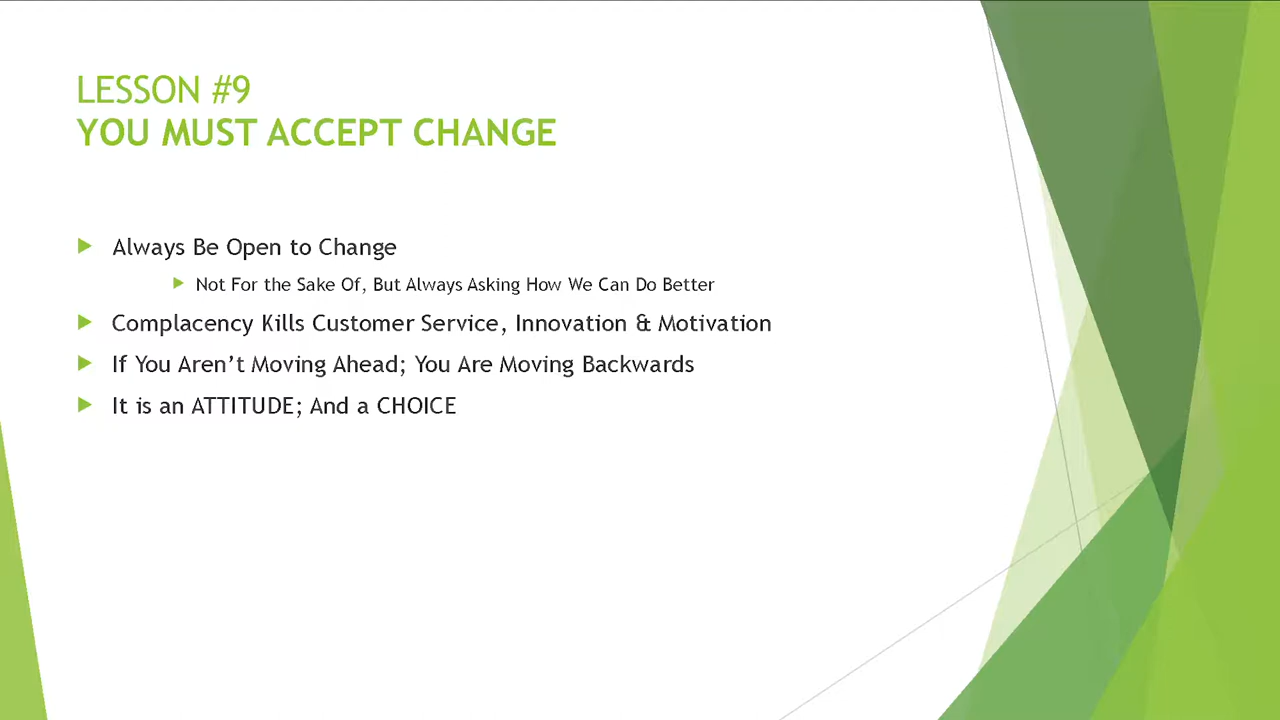 LESSON #9
YOU MUST ACCEPT CHANGE
Always Be Open to Change
Not For the Sake Of, But Always Asking How We Can Do Better
Complacency Kills Customer Service, Innovation & Motivation
If You Aren’t Moving Ahead; You Are Moving Backwards
It is an ATTITUDE; And a CHOICE